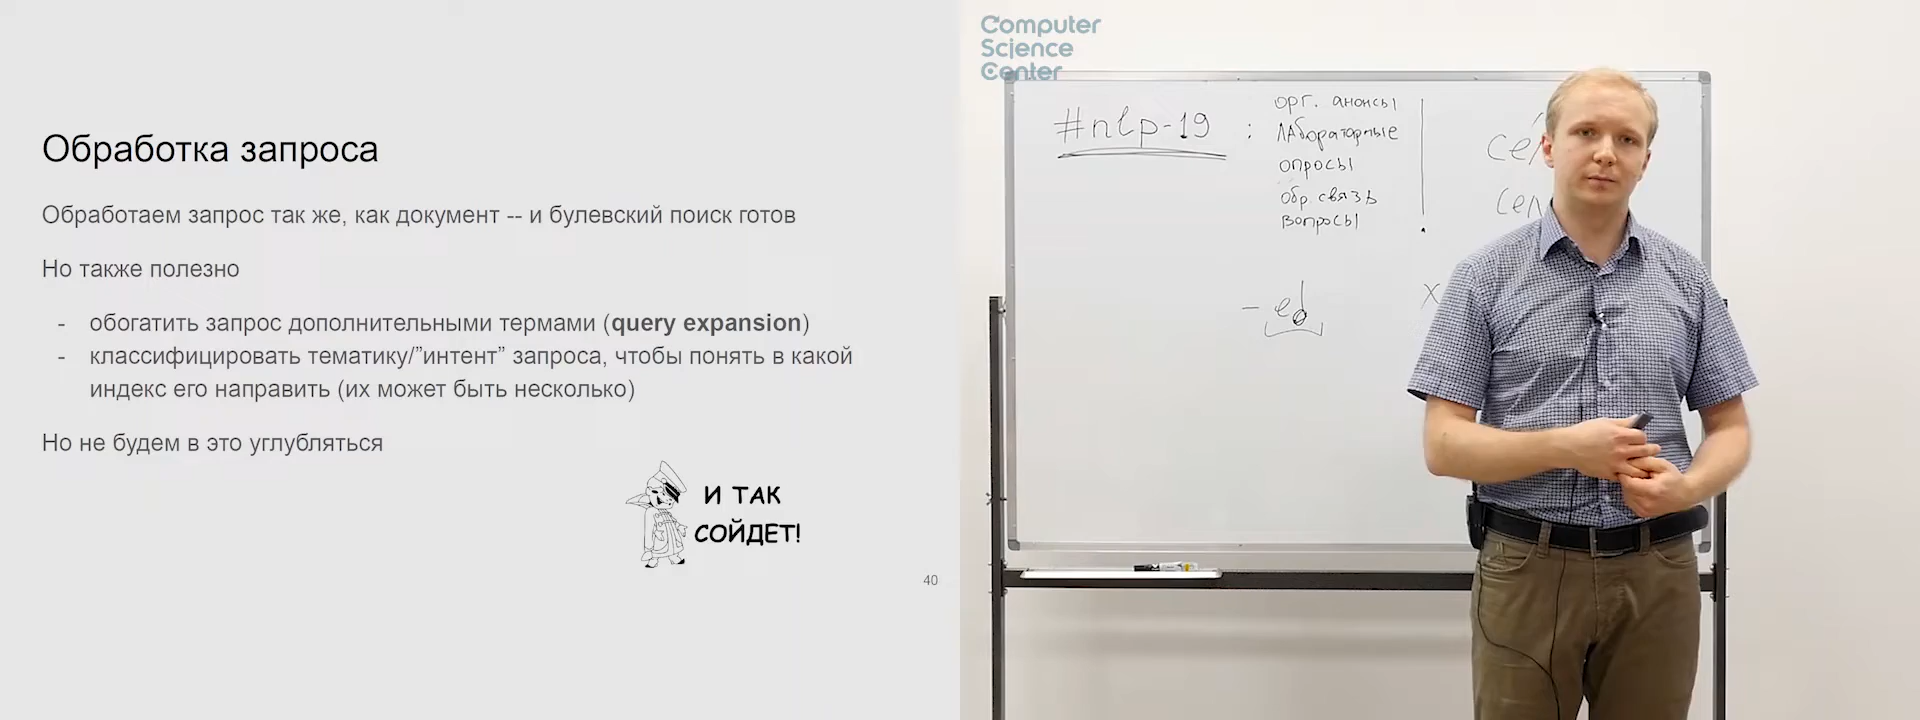 Обработка запроса
Обработаем запрос так же, как документ -- и булевский поиск готов
Но также полезно
- обогатить запрос дополнительными термами (query expansion)
- классифицировать тематику/”интент” запроса, чтобы понять в какой
индекс его направить (их может быть несколько)
Но не будем в это углубляться
И ТАК
СОЙДЕТ!
40
Computer
Science
Center
#nlp-19 :
орг. анонсы
лабораторные
опросы
обр. связь
вопросы
- ed